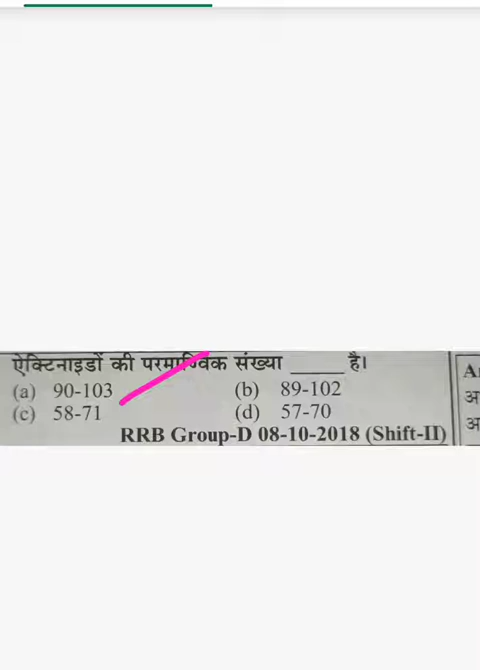 ऐक्टिनाइडों की परमाण्विक संख्या _____ है।
(a) 90-103 (b) 89-102
(c) 58-71 (d) 57-70
RRB Group-D 08-10-2018 (Shift-II)